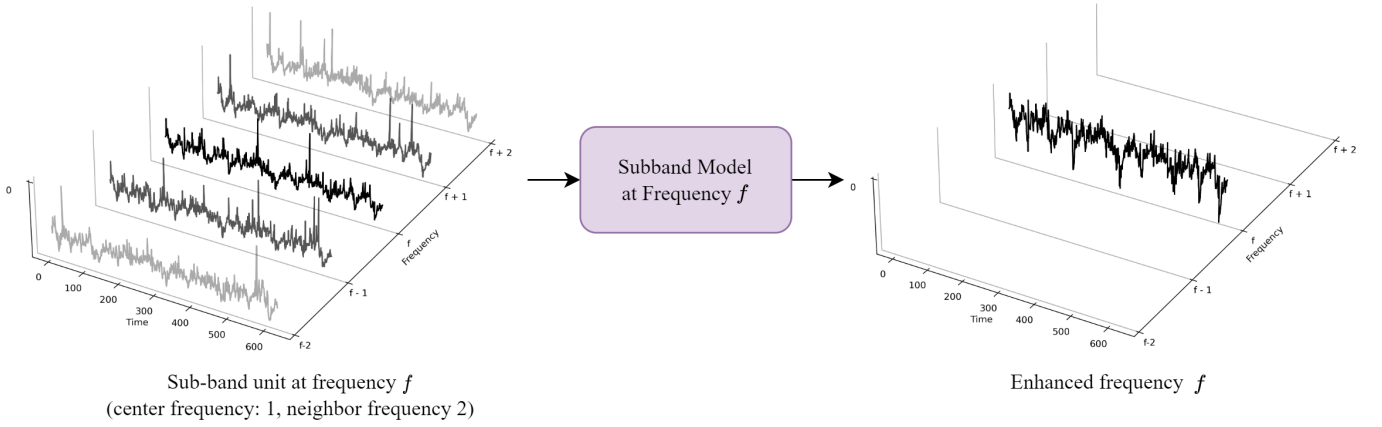 0
0
100
200
300
400
500
600
Time
f-2
f - 1
f
f + 1
f + 2
Frequency
Subband Model
at Frequency f
0
0
100
200
300
400
500
600
Time
f-2
f - 1
f
f + 1
f + 2
Frequency
Sub-band unit at frequency f
(center frequency: 1, neighbor frequency 2)
Enhanced frequency f